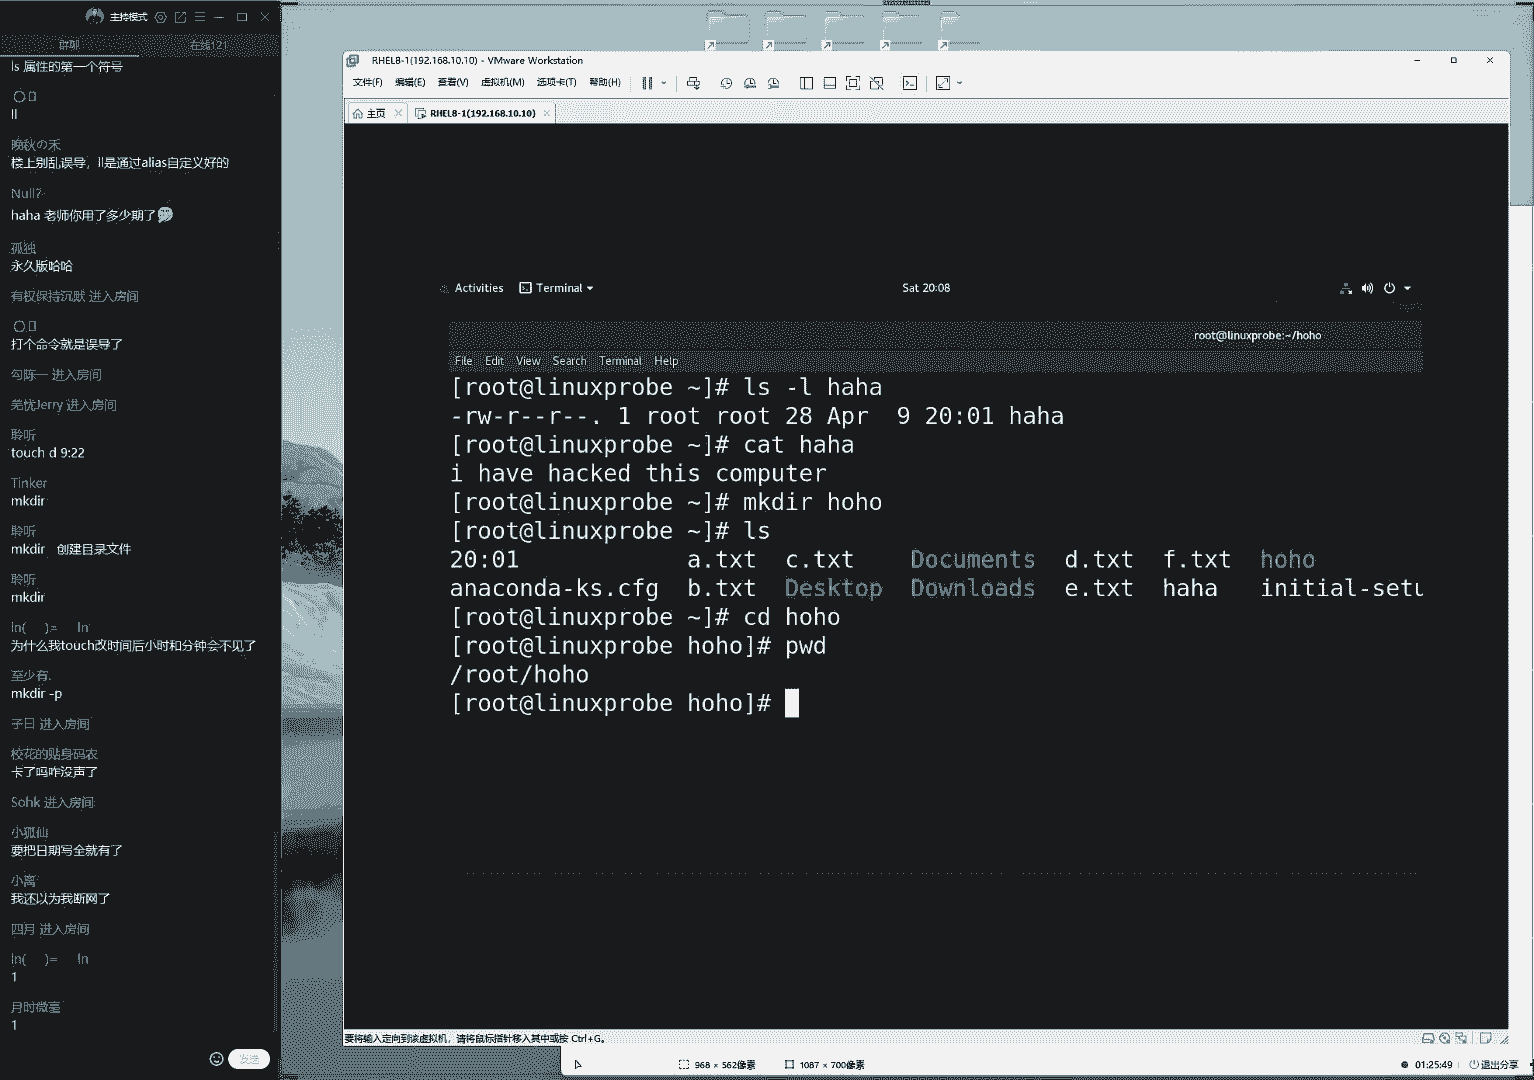 主持模式
群聊
在线121
ls 属性的第一个符号
ll
晚秋の禾
楼上别乱误导，ll是通过alias自定义好的
Null?
haha 老师你用了多少期了
孤独
永久版哈哈
有权保持沉默 进入房间
打个命令就是误导了
勾陈一 进入房间
羌忧Jerry 进入房间
聆听
touch d 9:22
Tinker
mkdir
聆听
mkdir 创建目录文件
聆听
mkdir
ln( )= ln
为什么我touch改时间后小时和分钟会不见了
至少有.
mkdir -p
子曰 进入房间
校花的贴身码农
卡了吗咋没声了
Sohk 进入房间
小狐仙
要把日期写全就有了
小离
我还以为我断网了
四月 进入房间
ln( )= ln
1
月时微
1
发送
RHEL8-1(192.168.10.10) - VMware Workstation
文件(F) 编辑(E) 查看(V) 虚拟机(M) 选项卡(T) 帮助(H)
主页 RHEL8-1(192.168.10.10)
Activities Terminal Sat 20:08
root@linuxprobe:~/hoho
File Edit View Search Terminal Help
[root@linuxprobe ~]# ls -l haha
-rw-r--r--. 1 root root 28 Apr  9 20:01 haha
[root@linuxprobe ~]# cat haha
i have hacked this computer
[root@linuxprobe ~]# mkdir hoho
[root@linuxprobe ~]# ls
20:01 a.txt c.txt Documents d.txt f.txt hoho
anaconda-ks.cfg b.txt Desktop Downloads e.txt haha initial-setu
[root@linuxprobe ~]# cd hoho
[root@linuxprobe hoho]# pwd
/root/hoho
[root@linuxprobe hoho]#
要将输入定向到该虚拟机，请将鼠标指针移入其中或按 Ctrl+G。
968 × 562像素 1087 × 700像素 01:25:49 退出分享